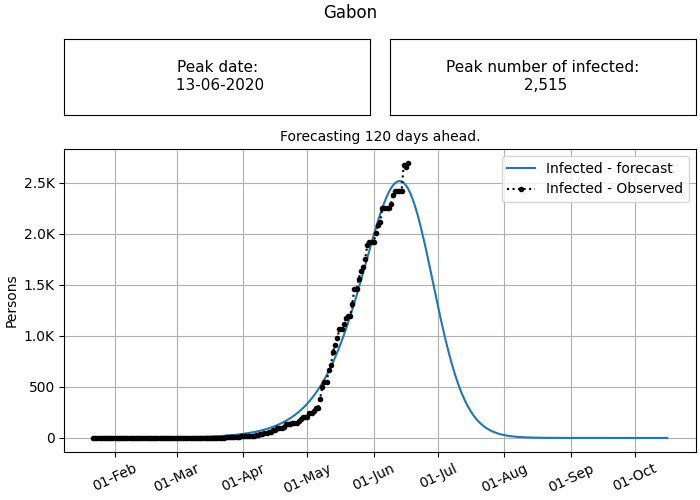 Gabon
Peak date:
13-06-2020
Peak number of infected:
2,515
Forecasting 120 days ahead.
Infected - forecast
Infected - Observed
Persons
2.5K
2.0K
1.5K
1.0K
500
0
01-Feb
01-Mar
01-Apr
01-May
01-Jun
01-Jul
01-Aug
01-Sep
01-Oct